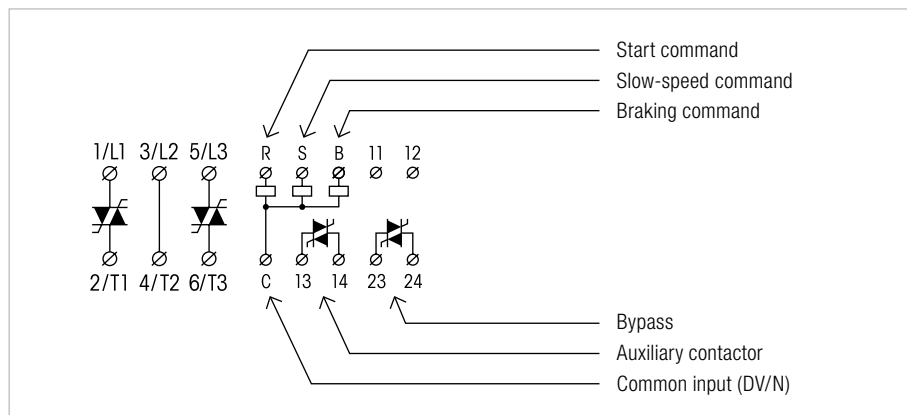 Start command
Slow-speed command
Braking command
1/L1 3/L2 5/L3 R S B 11 12
2/T1 4/T2 6/T3 C 13 14 23 24
Bypass
Auxiliary contactor
Common input (DV/N)